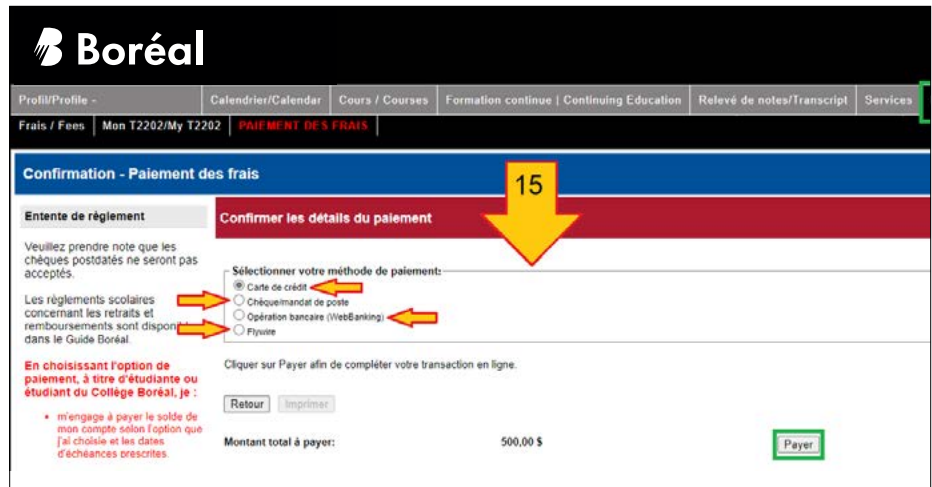 Boréal
Profil/Profile - Calendrier/Calendar Cours / Courses Formation continue | Continuing Education Relevé de notes/Transcript Services
Frais / Fees Mon T2202/My T2202 PAIEMENT DES FRAIS
Confirmation - Paiement des frais
15
Entente de règlement
Veuillez prendre note que les
chèques postdatés ne seront pas
acceptés.
Les règlements scolaires
concernant les retraits et
remboursements sont
dans le Guide Boréal.
En choisissant l'option de
paiement, à titre d'étudiante ou
étudiant du Collège Boréal, je :
• m'engage à payer le solde de
mon compte selon l'option que
j'ai choisie et les dates
d'échéances prescrites.
Confirmer les détails du paiement
Sélectionner votre méthode de paiement:
Carte de crédit
Chèque/mandat de poste
Opération bancaire (WebBanking)
Flywire
Cliquer sur Payer afin de compléter votre transaction en ligne.
Retour Imprimer
Montant total à payer: 500,00 $ Payer